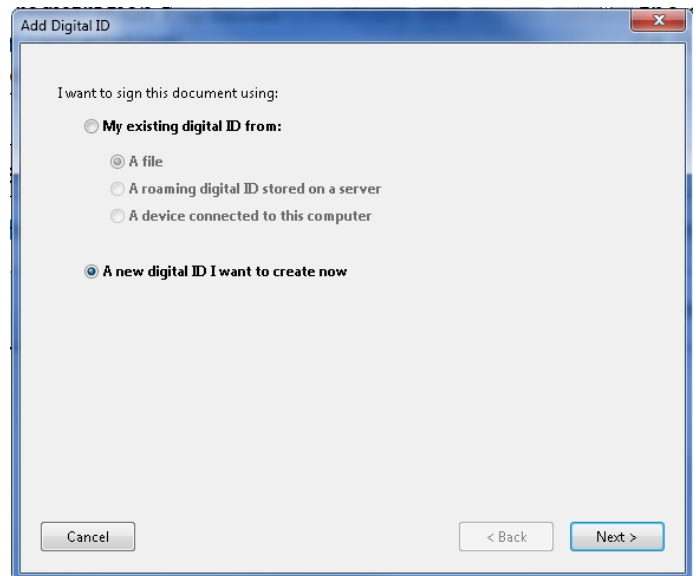 Add Digital ID
I want to sign this document using:
My existing digital ID from:
A file
A roaming digital ID stored on a server
A device connected to this computer
A new digital ID I want to create now
Cancel
< Back
Next >